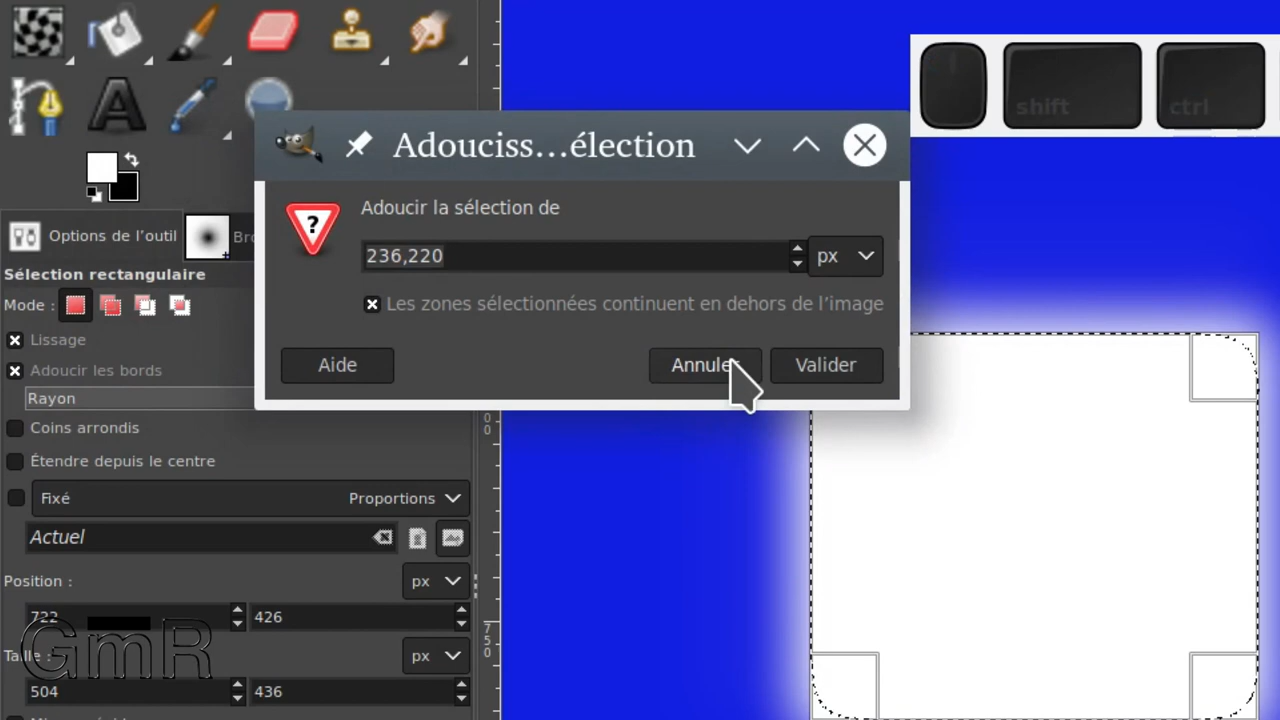 shift
ctrl
Adouciss…élection
Adoucir la sélection de
236,220
px
Les zones sélectionnées continuent en dehors de l’image
Aide
Valider
Options de l’outil
Sélection rectangulaire
Mode :
Lissage
Adoucir les bords
Rayon
Coins arrondis
Étendre depuis le centre
Fixé
Proportions
Actuel
Position :
px
722
426
GmR
Taille :
px
504
436
750